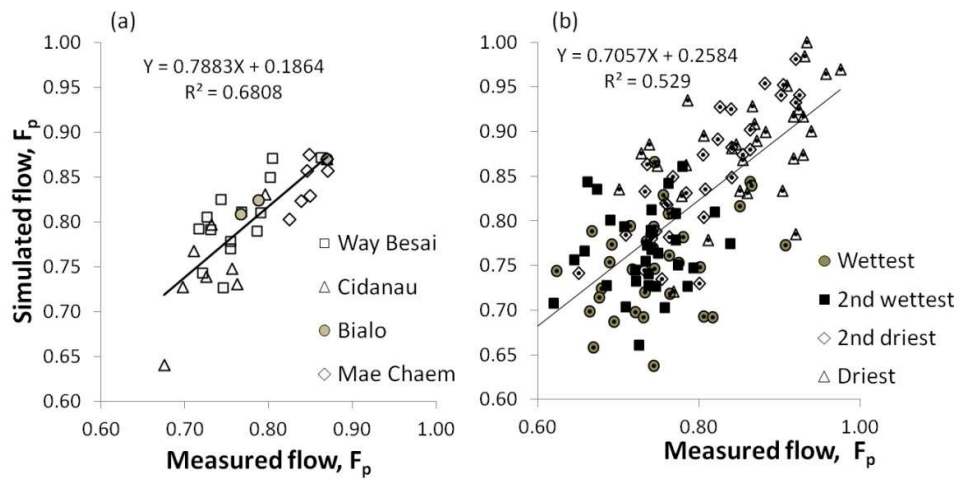 (a)
Y = 0.7883X + 0.1864
R² = 0.6808
Simulated flow, Fp
1.00
0.95
0.90
0.85
0.80
0.75
0.70
0.65
0.60
Way Besai
Cidanau
Bialo
Mae Chaem
0.60 0.70 0.80 0.90 1.00
Measured flow, Fp
(b)
Y = 0.7057X + 0.2584
R² = 0.529
Simulated flow, Fp
1.00
0.95
0.90
0.85
0.80
0.75
0.70
0.65
0.60
Wettest
2nd wettest
2nd driest
Driest
0.60 0.80 1.00
Measured flow, Fp